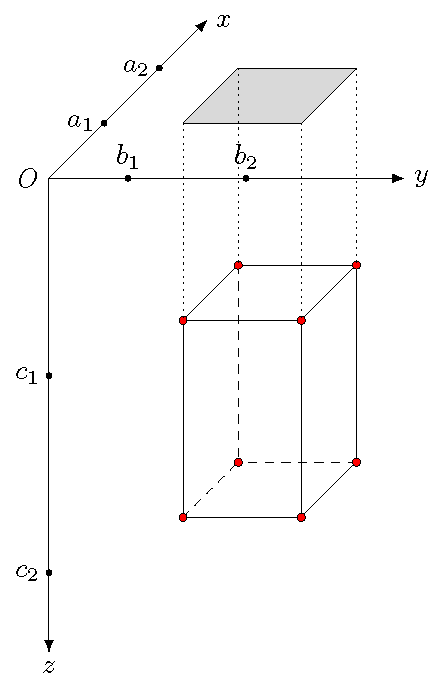 x
a₂
a₁
b₁
b₂
O
y
c₁
c₂
z